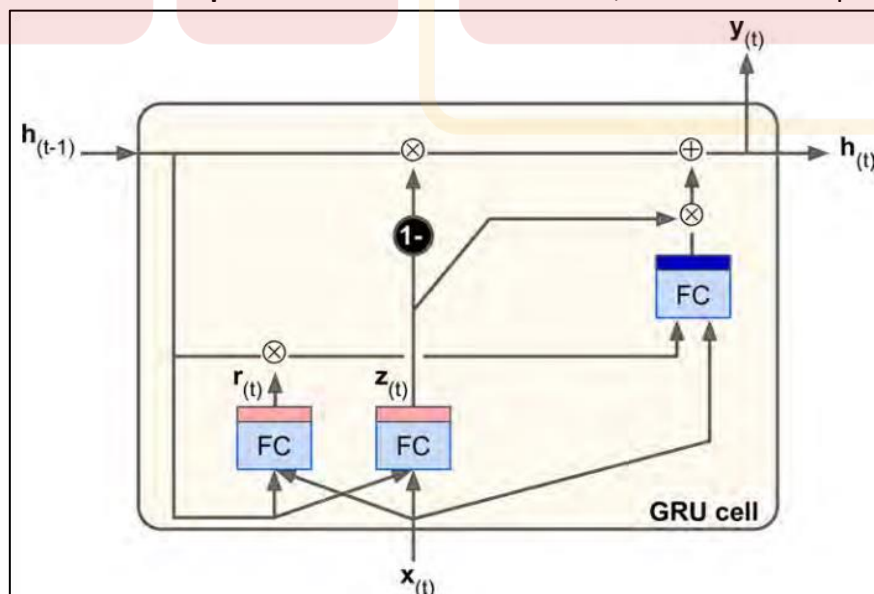 y(t)
h(t-1)
h(t)
1-
FC
r(t)
z(t)
FC
FC
GRU cell
x(t)